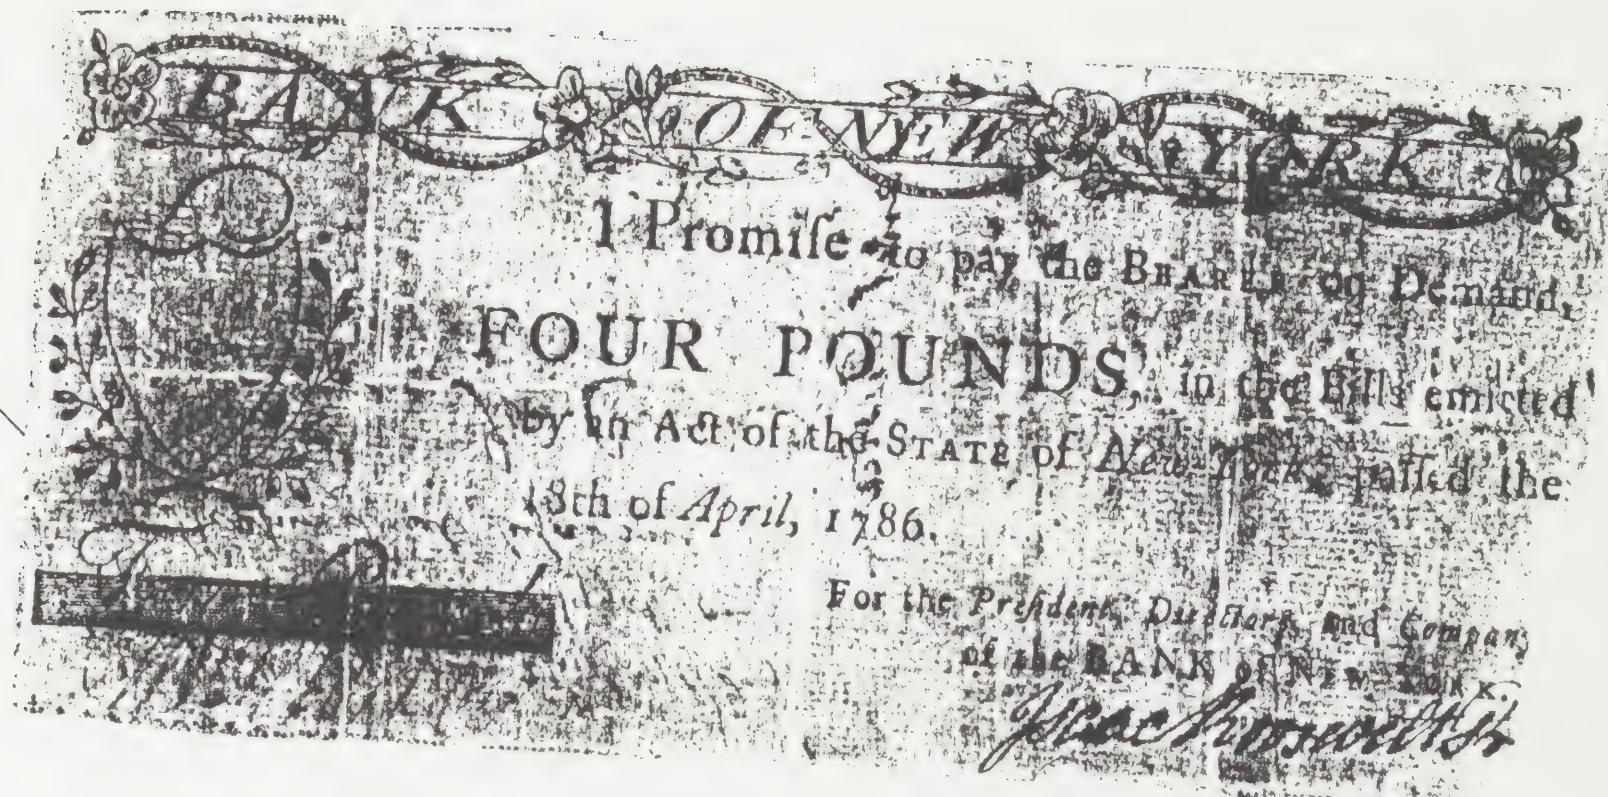 BANK OF NEW YORK
I Promiſe to pay the BEARER on Demand,
FOUR POUNDS, in the Bills emitted
by an Act of the STATE of New-York, paſſed the
18th of April, 1786.
For the Preſident, Directors and Company
of the BANK of NEW-YORK.